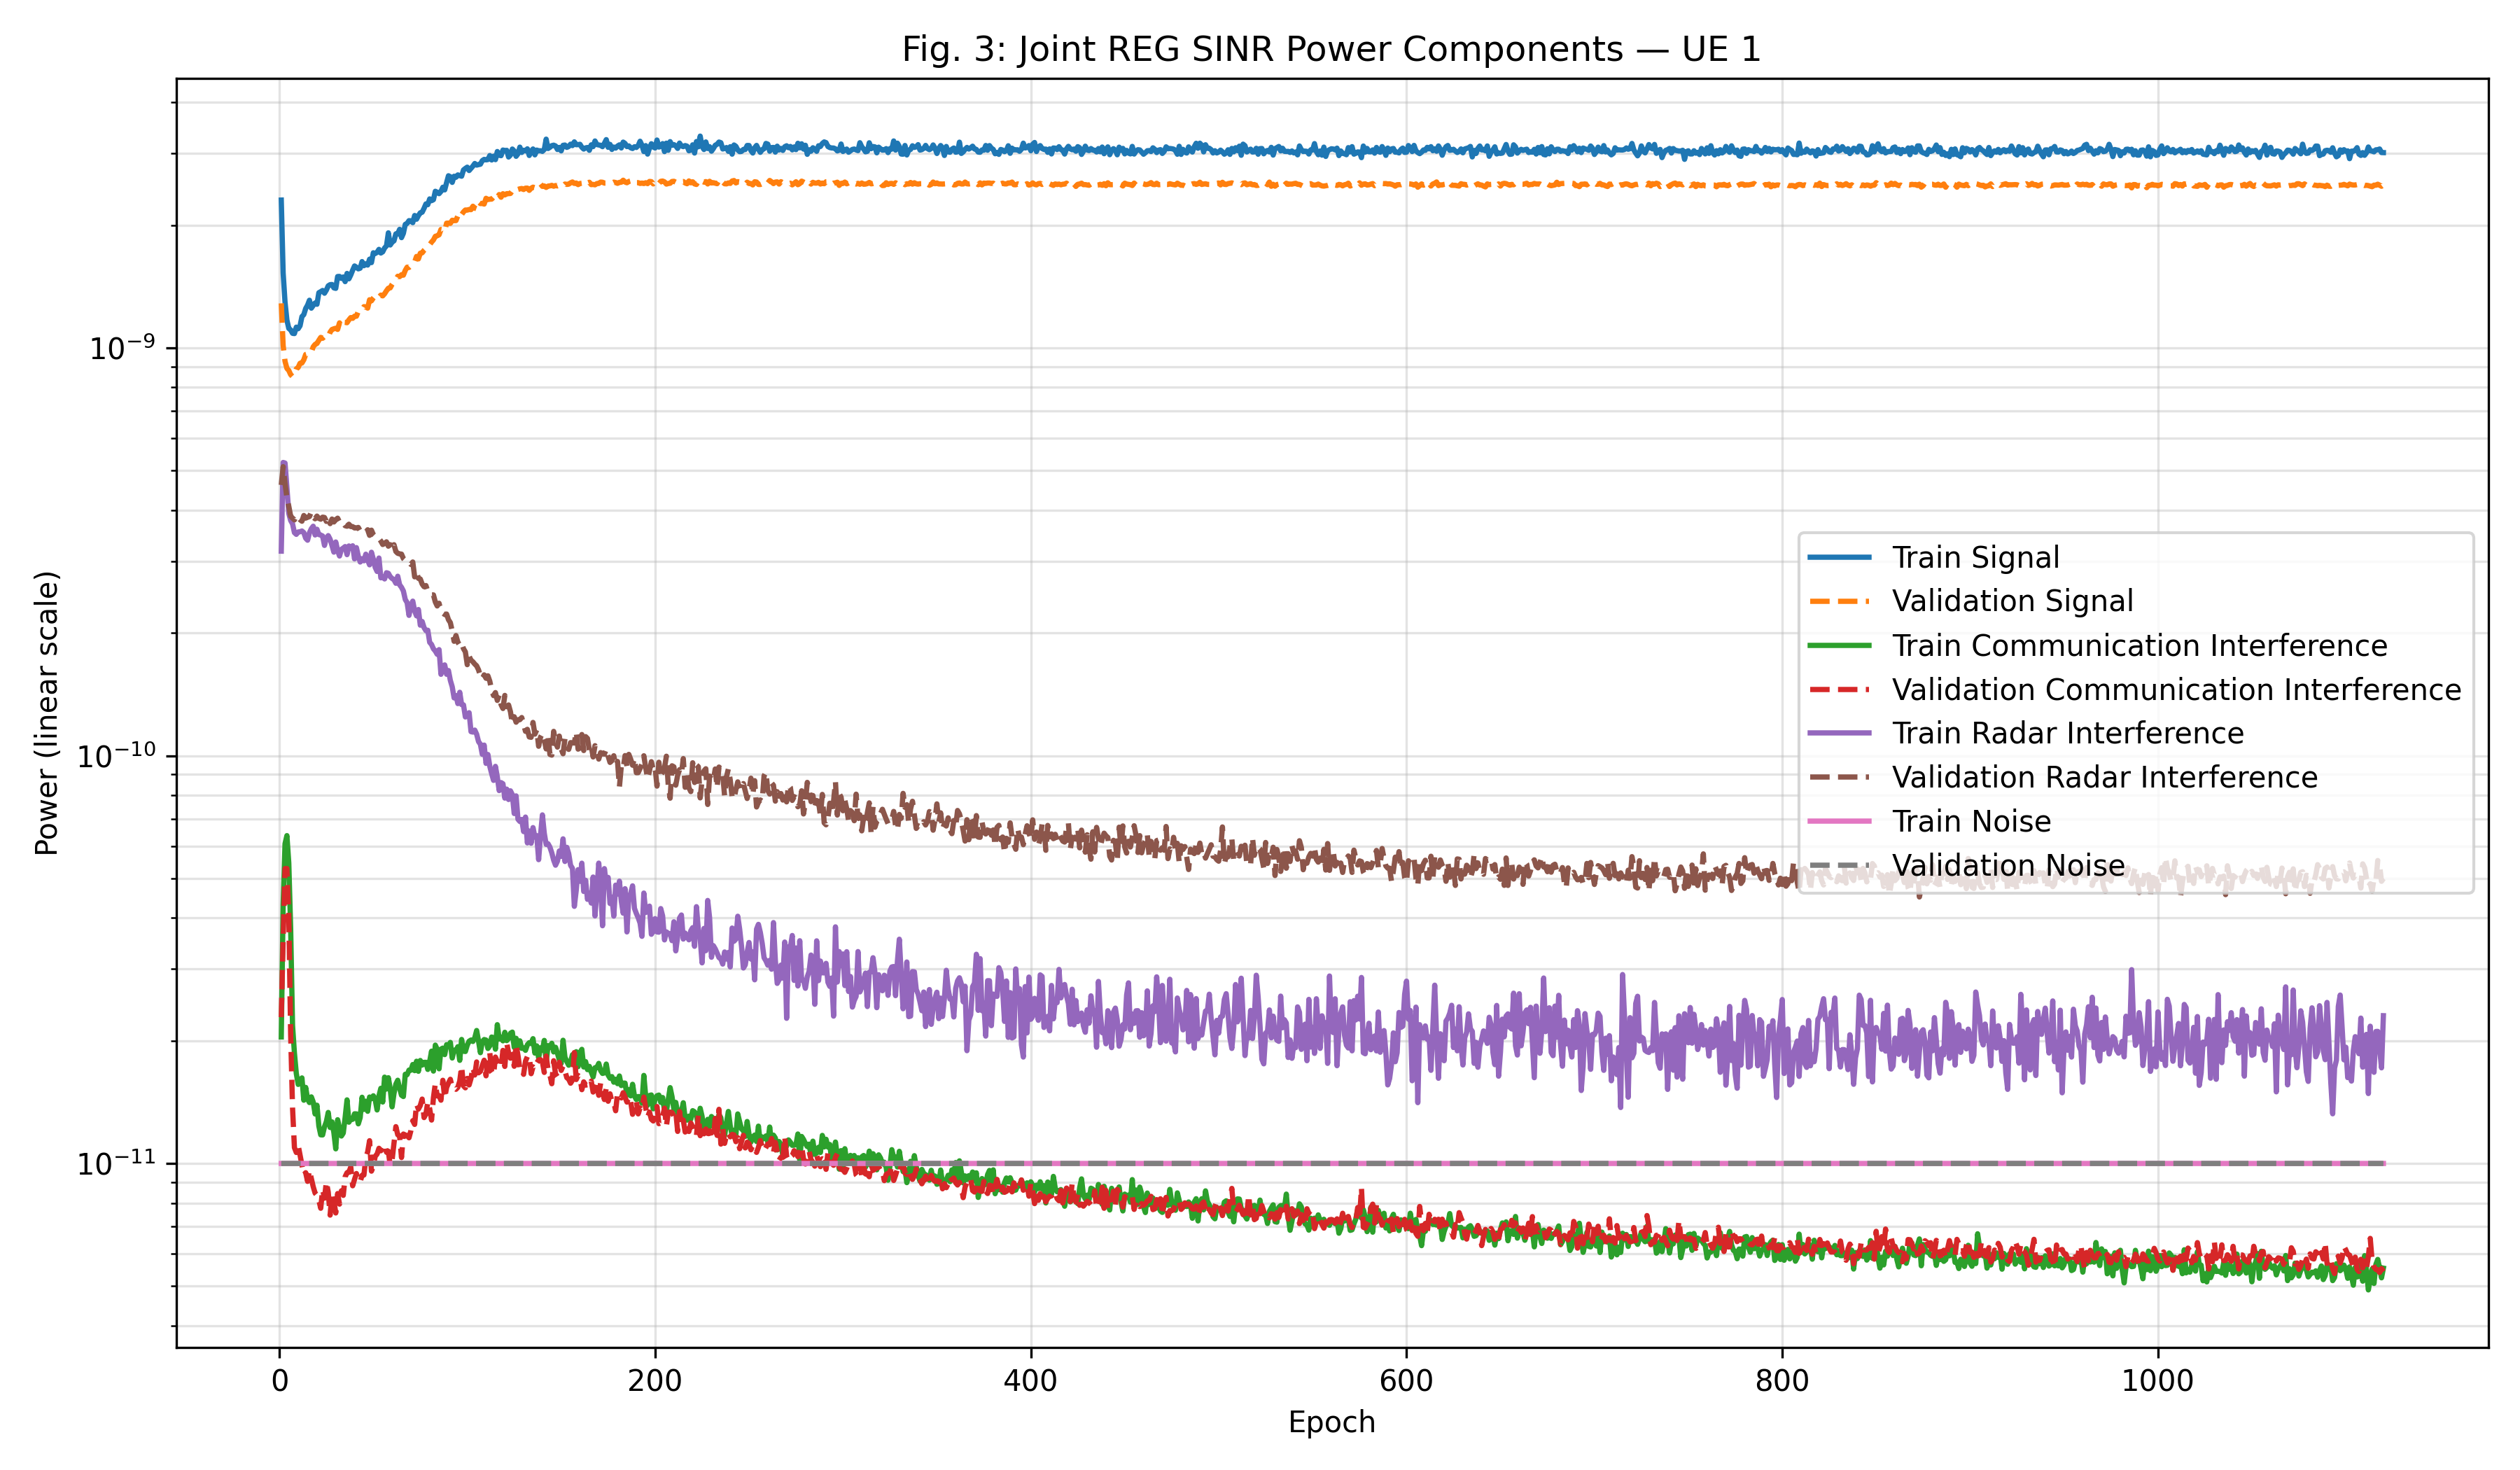 Fig. 3: Joint REG SINR Power Components — UE 1
Power (linear scale)
10⁻⁹
10⁻¹⁰
10⁻¹¹
Train Signal
Validation Signal
Train Communication Interference
Validation Communication Interference
Train Radar Interference
Validation Radar Interference
Train Noise
Validation Noise
0 200 400 600 800 1000
Epoch